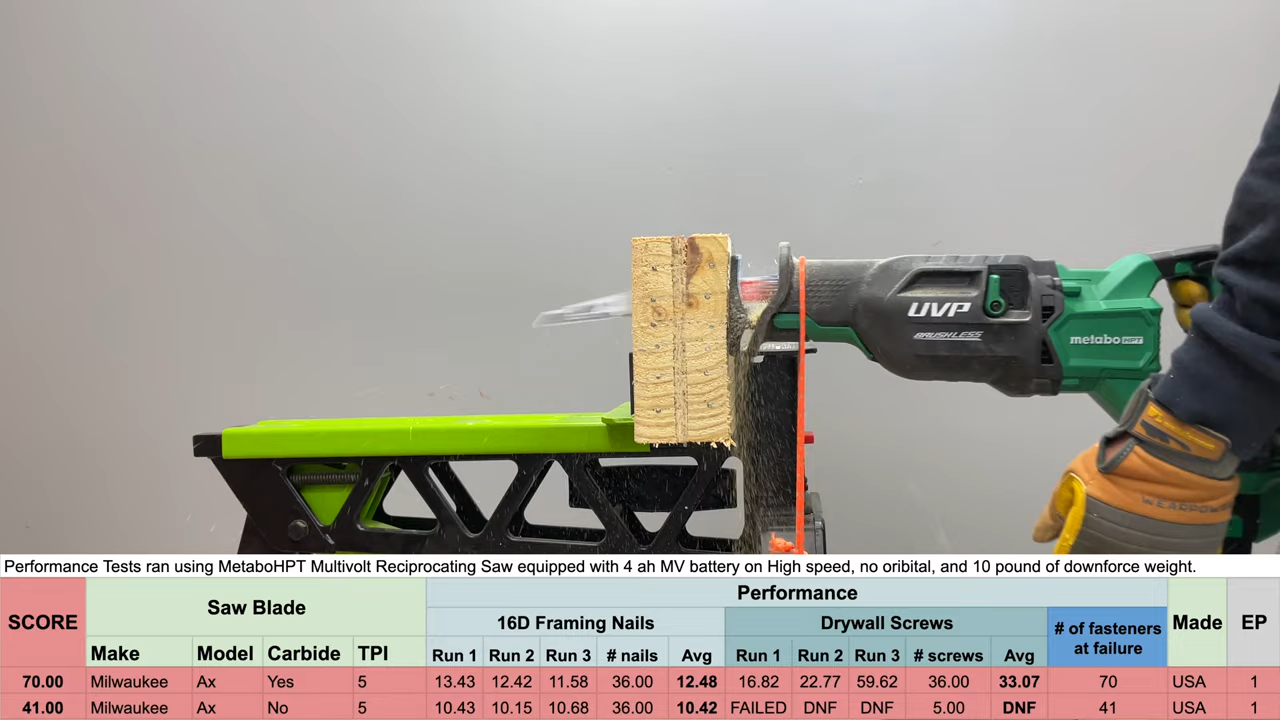 UVP
BRUSHLESS
metabo HPT
WEARPOWER
Performance Tests ran using MetaboHPT Multivolt Reciprocating Saw equipped with 4 ah MV battery on High speed, no oribital, and 10 pound of downforce weight.
SCORE Saw Blade Performance # of fasteners at failure Made EP
16D Framing Nails Drywall Screws
Make Model Carbide TPI Run 1 Run 2 Run 3 # nails Avg Run 1 Run 2 Run 3 # screws Avg
70.00 Milwaukee Ax Yes 5 13.43 12.42 11.58 36.00 12.48 16.82 22.77 59.62 36.00 33.07 70 USA 1
41.00 Milwaukee Ax No 5 10.43 10.15 10.68 36.00 10.42 FAILED DNF DNF 5.00 DNF 41 USA 1